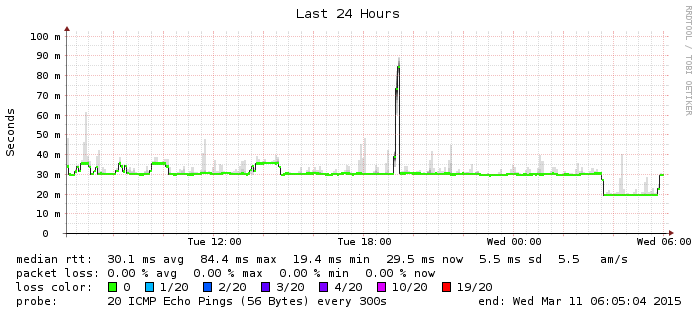 Last 24 Hours
RRDTOOL / TOBI OETIKER
Seconds
100 m
90 m
80 m
70 m
60 m
50 m
40 m
30 m
20 m
10 m
0
Tue 12:00 Tue 18:00 Wed 00:00 Wed 06:00
median rtt: 30.1 ms avg 84.4 ms max 19.4 ms min 29.5 ms now 5.5 ms sd 5.5 am/s
packet loss: 0.00 % avg 0.00 % max 0.00 % min 0.00 % now
loss color: 0 1/20 2/20 3/20 4/20 10/20 19/20
probe: 20 ICMP Echo Pings (56 Bytes) every 300s end: Wed Mar 11 06:05:04 2015